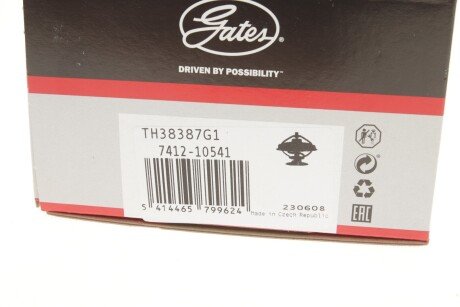 Gates®
DRIVEN BY POSSIBILITY™
TH38387G1
7412-10541
5 414465 799624
230608
Made in Czech Republic
EAC